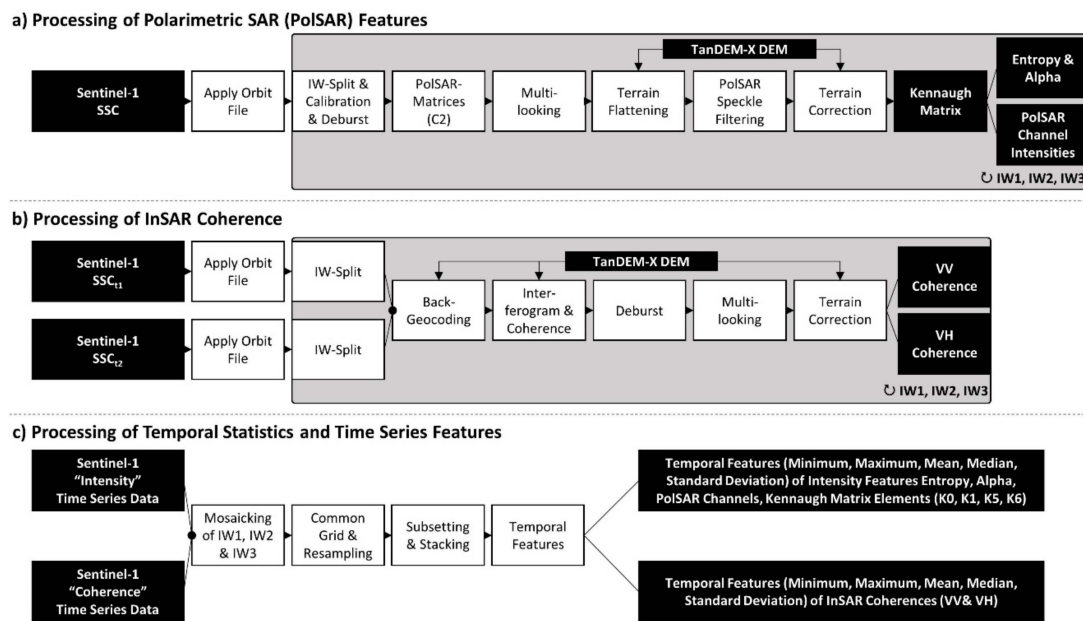 a) Processing of Polarimetric SAR (PolSAR) Features
TanDEM-X DEM
Sentinel-1
SSC
Apply Orbit
File
IW-Split &
Calibration
& Deburst
PolSAR-
Matrices
(C2)
Multi-
looking
Terrain
Flattening
PolSAR
Speckle
Filtering
Terrain
Correction
Kennaugh
Matrix
Entropy &
Alpha
PolSAR
Channel
Intensities
↻ IW1, IW2, IW3
b) Processing of InSAR Coherence
Sentinel-1
SSCt1
Apply Orbit
File
IW-Split
Sentinel-1
SSCt2
Apply Orbit
File
IW-Split
TanDEM-X DEM
Back-
Geocoding
Inter-
ferogram &
Coherence
Deburst
Multi-
looking
Terrain
Correction
VV
Coherence
VH
Coherence
↻ IW1, IW2, IW3
c) Processing of Temporal Statistics and Time Series Features
Sentinel-1
“Intensity”
Time Series Data
Sentinel-1
“Coherence”
Time Series Data
Mosaicking
of IW1, IW2
& IW3
Common
Grid &
Resampling
Subsetting
& Stacking
Temporal
Features
Temporal Features (Minimum, Maximum, Mean, Median,
Standard Deviation) of Intensity Features Entropy, Alpha,
PolSAR Channels, Kennaugh Matrix Elements (K0, K1, K5, K6)
Temporal Features (Minimum, Maximum, Mean, Median,
Standard Deviation) of InSAR Coherences (VV& VH)